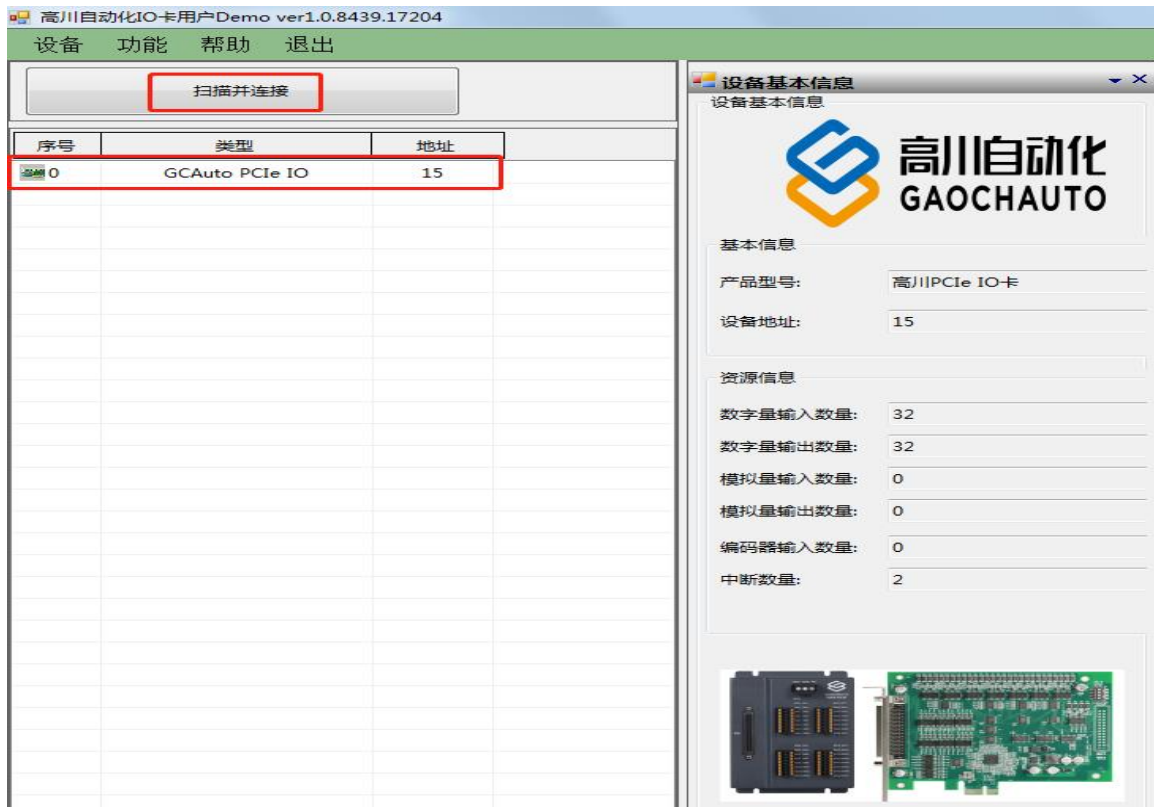 高川自动化IO卡用户Demo ver1.0.8439.17204
设备 功能 帮助 退出
扫描并连接
序号 类型 地址
0 GCAuto PCIe IO 15
设备基本信息
设备基本信息
高川自动化
GAOCHAUTO
基本信息
产品型号: 高川PCIe IO卡
设备地址: 15
资源信息
数字量输入数量: 32
数字量输出数量: 32
模拟量输入数量: 0
模拟量输出数量: 0
编码器输入数量: 0
中断数量: 2